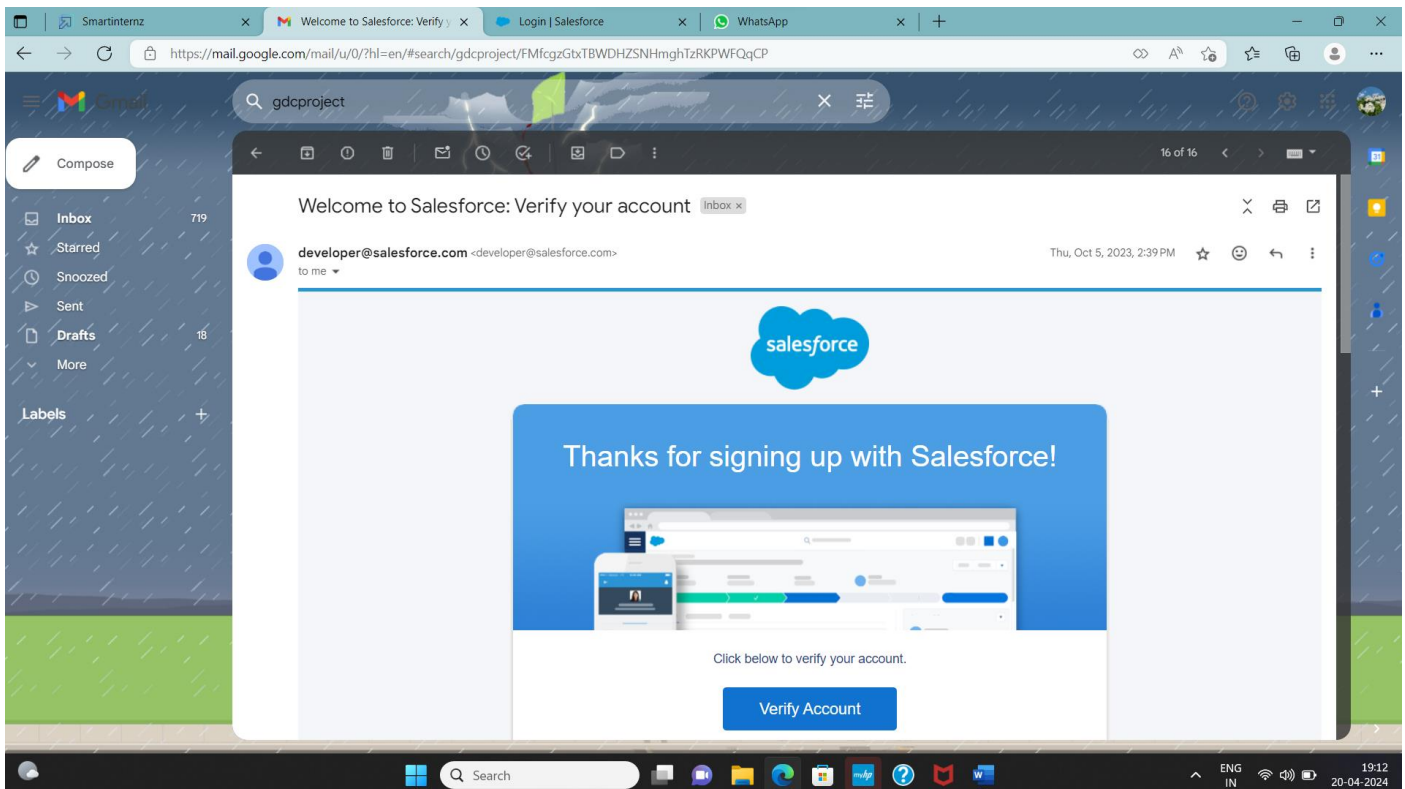 Smartinternz
Welcome to Salesforce: Verify y
Login | Salesforce
WhatsApp
https://mail.google.com/mail/u/0/?hl=en/#search/gdcproject/FMfcgzGtxTBWDHZSNHmghTzRKPWFQqCP
Gmail
gdcproject
Compose
16 of 16
31
Inbox 719
Starred
Snoozed
Sent
Drafts 18
More
Labels
Welcome to Salesforce: Verify your account Inbox x
developer@salesforce.com <developer@salesforce.com> Thu, Oct 5, 2023, 2:39 PM
to me
salesforce
Thanks for signing up with Salesforce!
Click below to verify your account.
Verify Account
Search
myhp
ENG
IN
19:12
20-04-2024